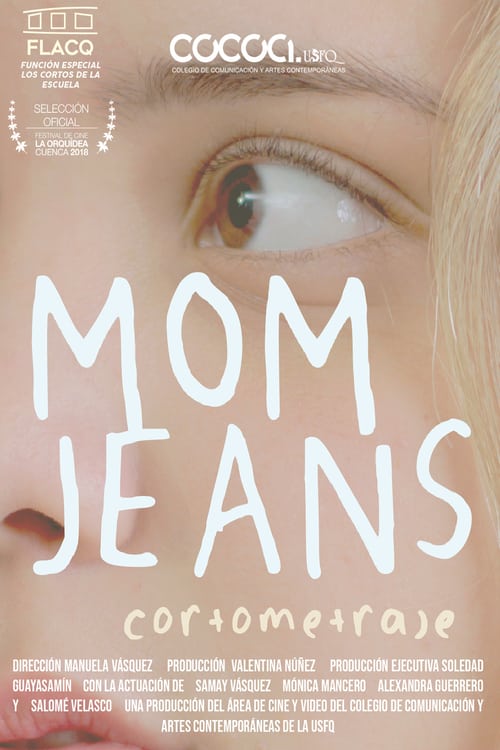 FLACQ
FUNCIÓN ESPECIAL
LOS CORTOS DE LA
ESCUELA
SELECCIÓN
OFICIAL
FESTIVAL DE CINE
LA ORQUÍDEA
CUENCA 2018
COCOCI.USFQ
COLEGIO DE COMUNICACIÓN Y ARTES CONTEMPORÁNEAS
MOM
JEANS
cortometraje
DIRECCIÓN MANUELA VÁSQUEZ PRODUCCIÓN VALENTINA NÚÑEZ PRODUCCIÓN EJECUTIVA SOLEDAD
GUAYASAMÍN CON LA ACTUACIÓN DE SAMAY VÁSQUEZ MÓNICA MANCERO ALEXANDRA GUERRERO
Y SALOMÉ VELASCO UNA PRODUCCIÓN DEL ÁREA DE CINE Y VIDEO DEL COLEGIO DE COMUNICACIÓN Y
ARTES CONTEMPORÁNEAS DE LA USFQ